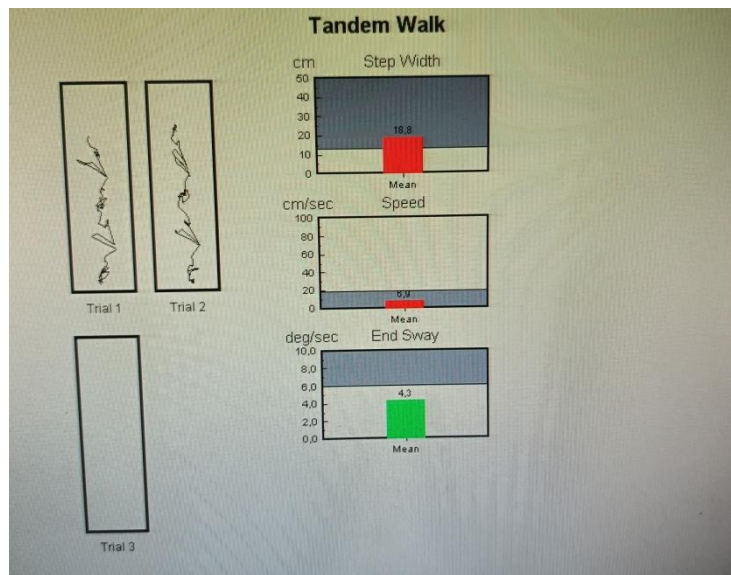 Tandem Walk
cm Step Width
50
40
30
20
10
0
18,8
Mean
cm/sec Speed
100
80
60
40
20
0
Mean
deg/sec End Sway
10,0
8,0
6,0
4,0
2,0
0,0
4,3
Mean
Trial 1
Trial 2
Trial 3